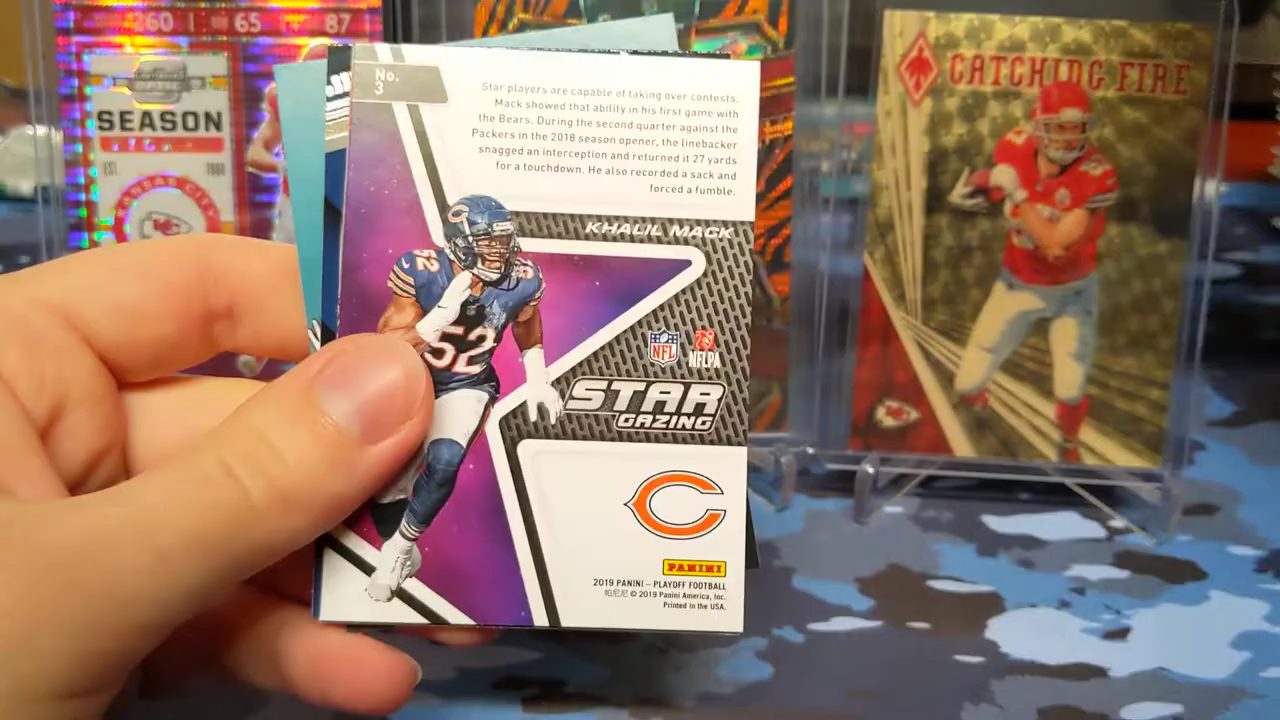 260 | 65 87
SEASON
EST. 1960
KANSAS CITY
CATCHING FIRE
No.
3
Star players are capable of taking over contests.
Mack showed that ability in his first game with
the Bears. During the second quarter against the
Packers in the 2018 season opener, the linebacker
snagged an interception and returned it 27 yards
for a touchdown. He also recorded a sack and
forced a fumble.
KHALIL MACK
52
52
NFL
NFLPA
STAR
GAZING
PANINI
2019 PANINI – PLAYOFF FOOTBALL
帕尼尼 © 2019 Panini America, Inc.
Printed in the USA.